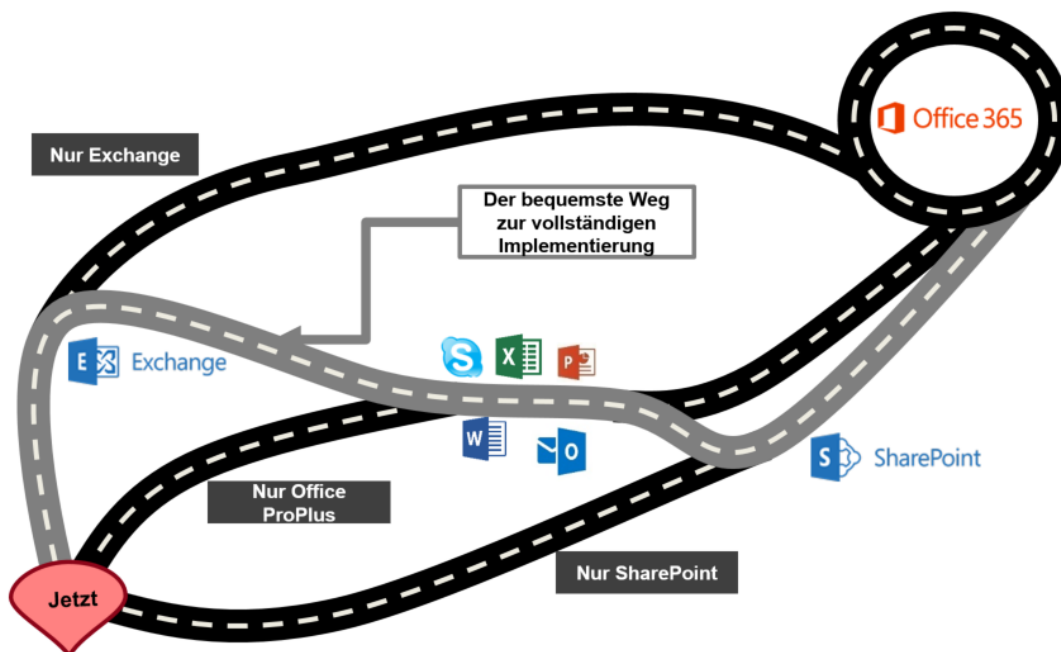 Office 365
Nur Exchange
Der bequemste Weg
zur vollständigen
Implementierung
E
Exchange
S
X
P
W
O
S
SharePoint
Nur Office
ProPlus
Nur SharePoint
Jetzt